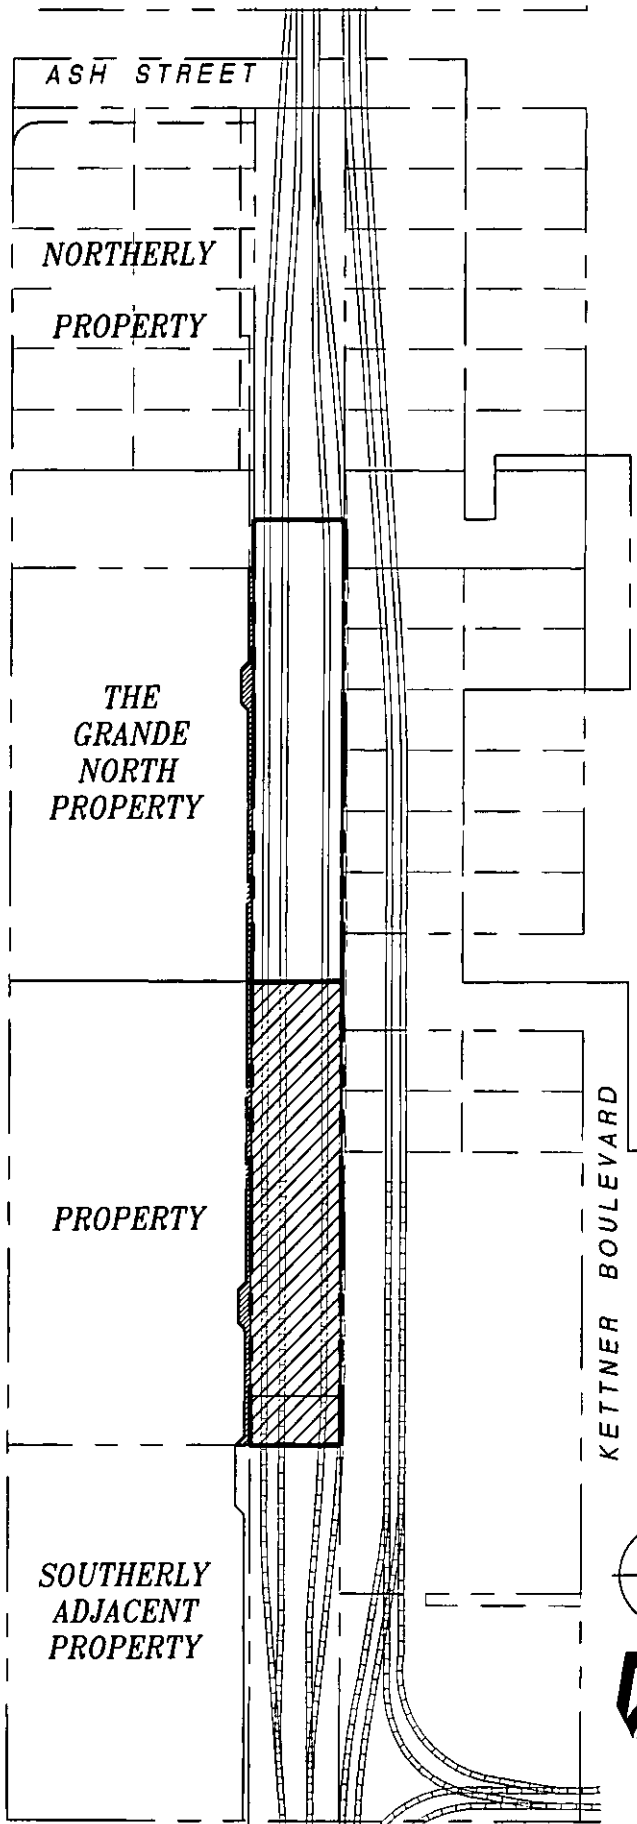 ASH STREET
NORTHERLY
PROPERTY
THE
GRANDE
NORTH
PROPERTY
PROPERTY
KETTNER BOULEVARD
SOUTHERLY
ADJACENT
PROPERTY